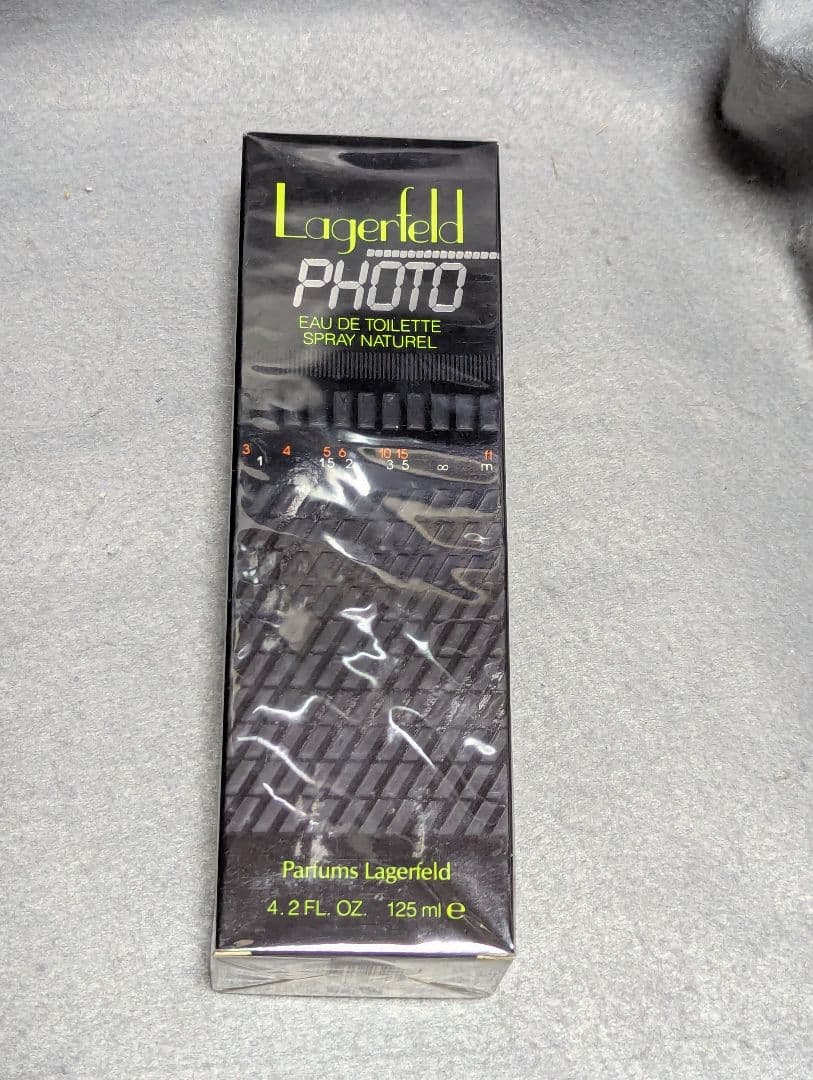 Lagerfeld
PHOTO
EAU DE TOILETTE
SPRAY NATUREL
3 4 5 6 10 15 ft
1 1.5 2 3 5 ∞ m
Parfums Lagerfeld
4.2 FL. OZ. 125 ml e